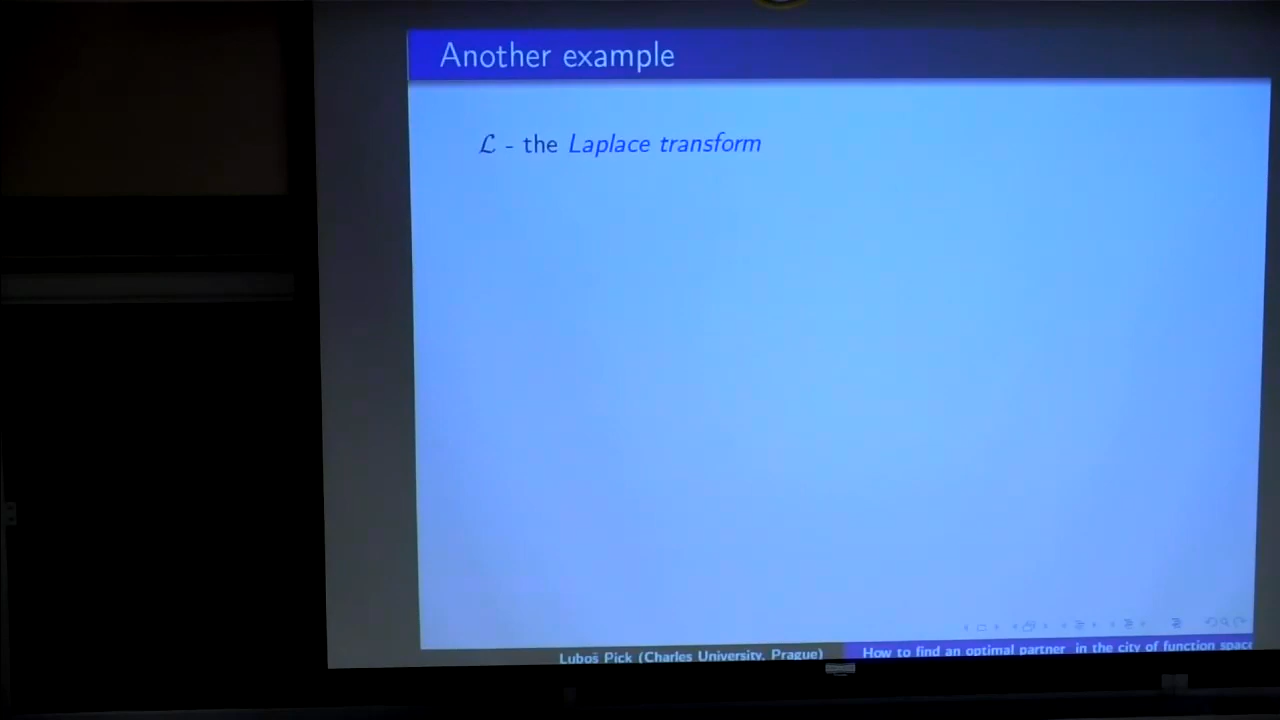 Another example
ℒ - the Laplace transform
Luboš Pick (Charles University, Prague)
How to find an optimal partner in the city of function space